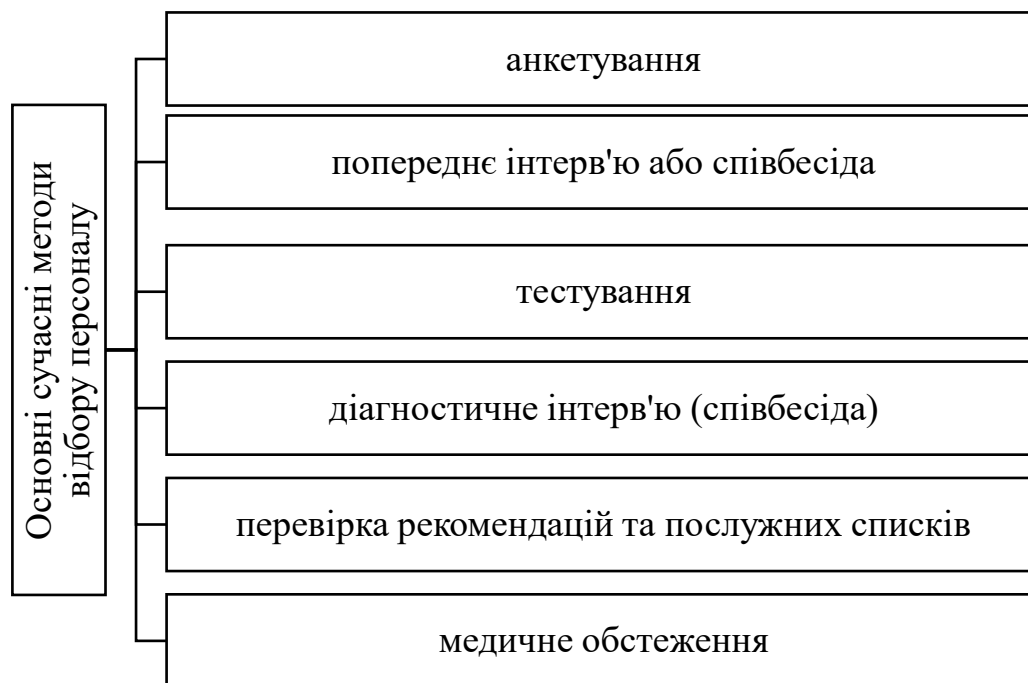 Основні сучасні методи
відбору персоналу
анкетування
попереднє інтерв'ю або співбесіда
тестування
діагностичне інтерв'ю (співбесіда)
перевірка рекомендацій та послужних списків
медичне обстеження